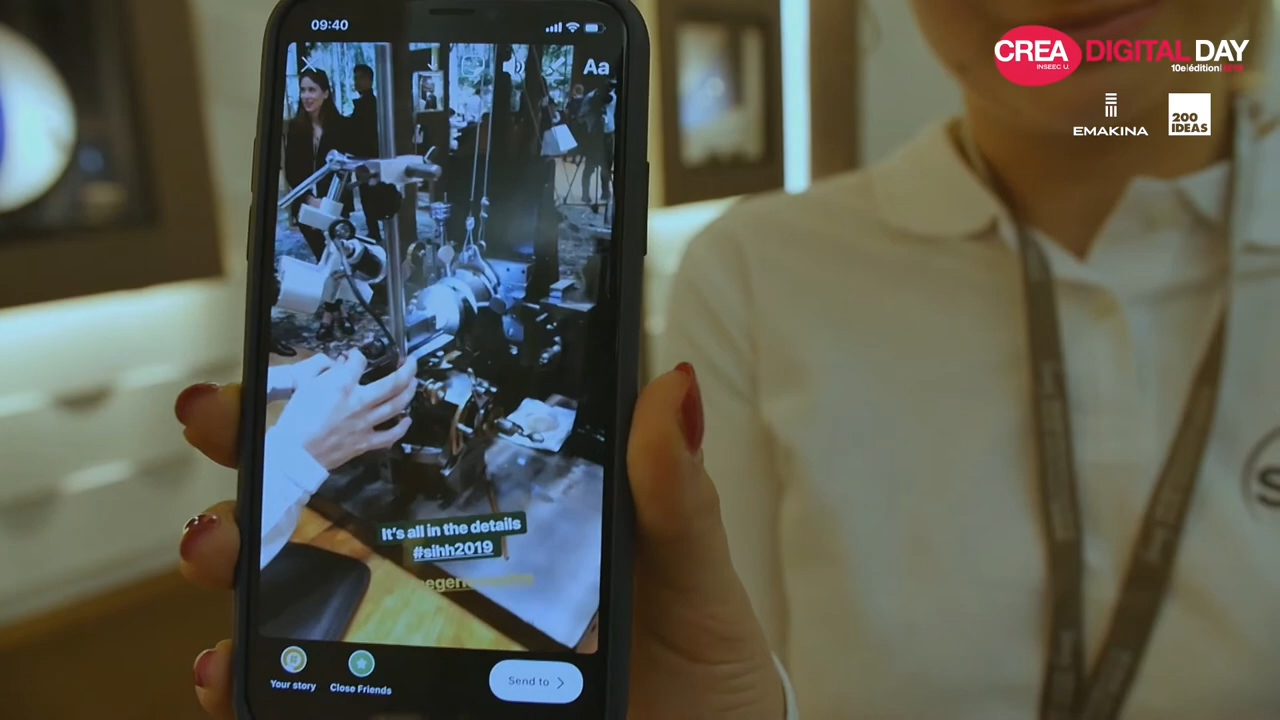 09:40
Aa
It's all in the details
#sihh2019
Your story
Close Friends
Send to
CREA
INSEEC U.
DIGITAL DAY
10e|édition|
EMAKINA
200
IDEAS